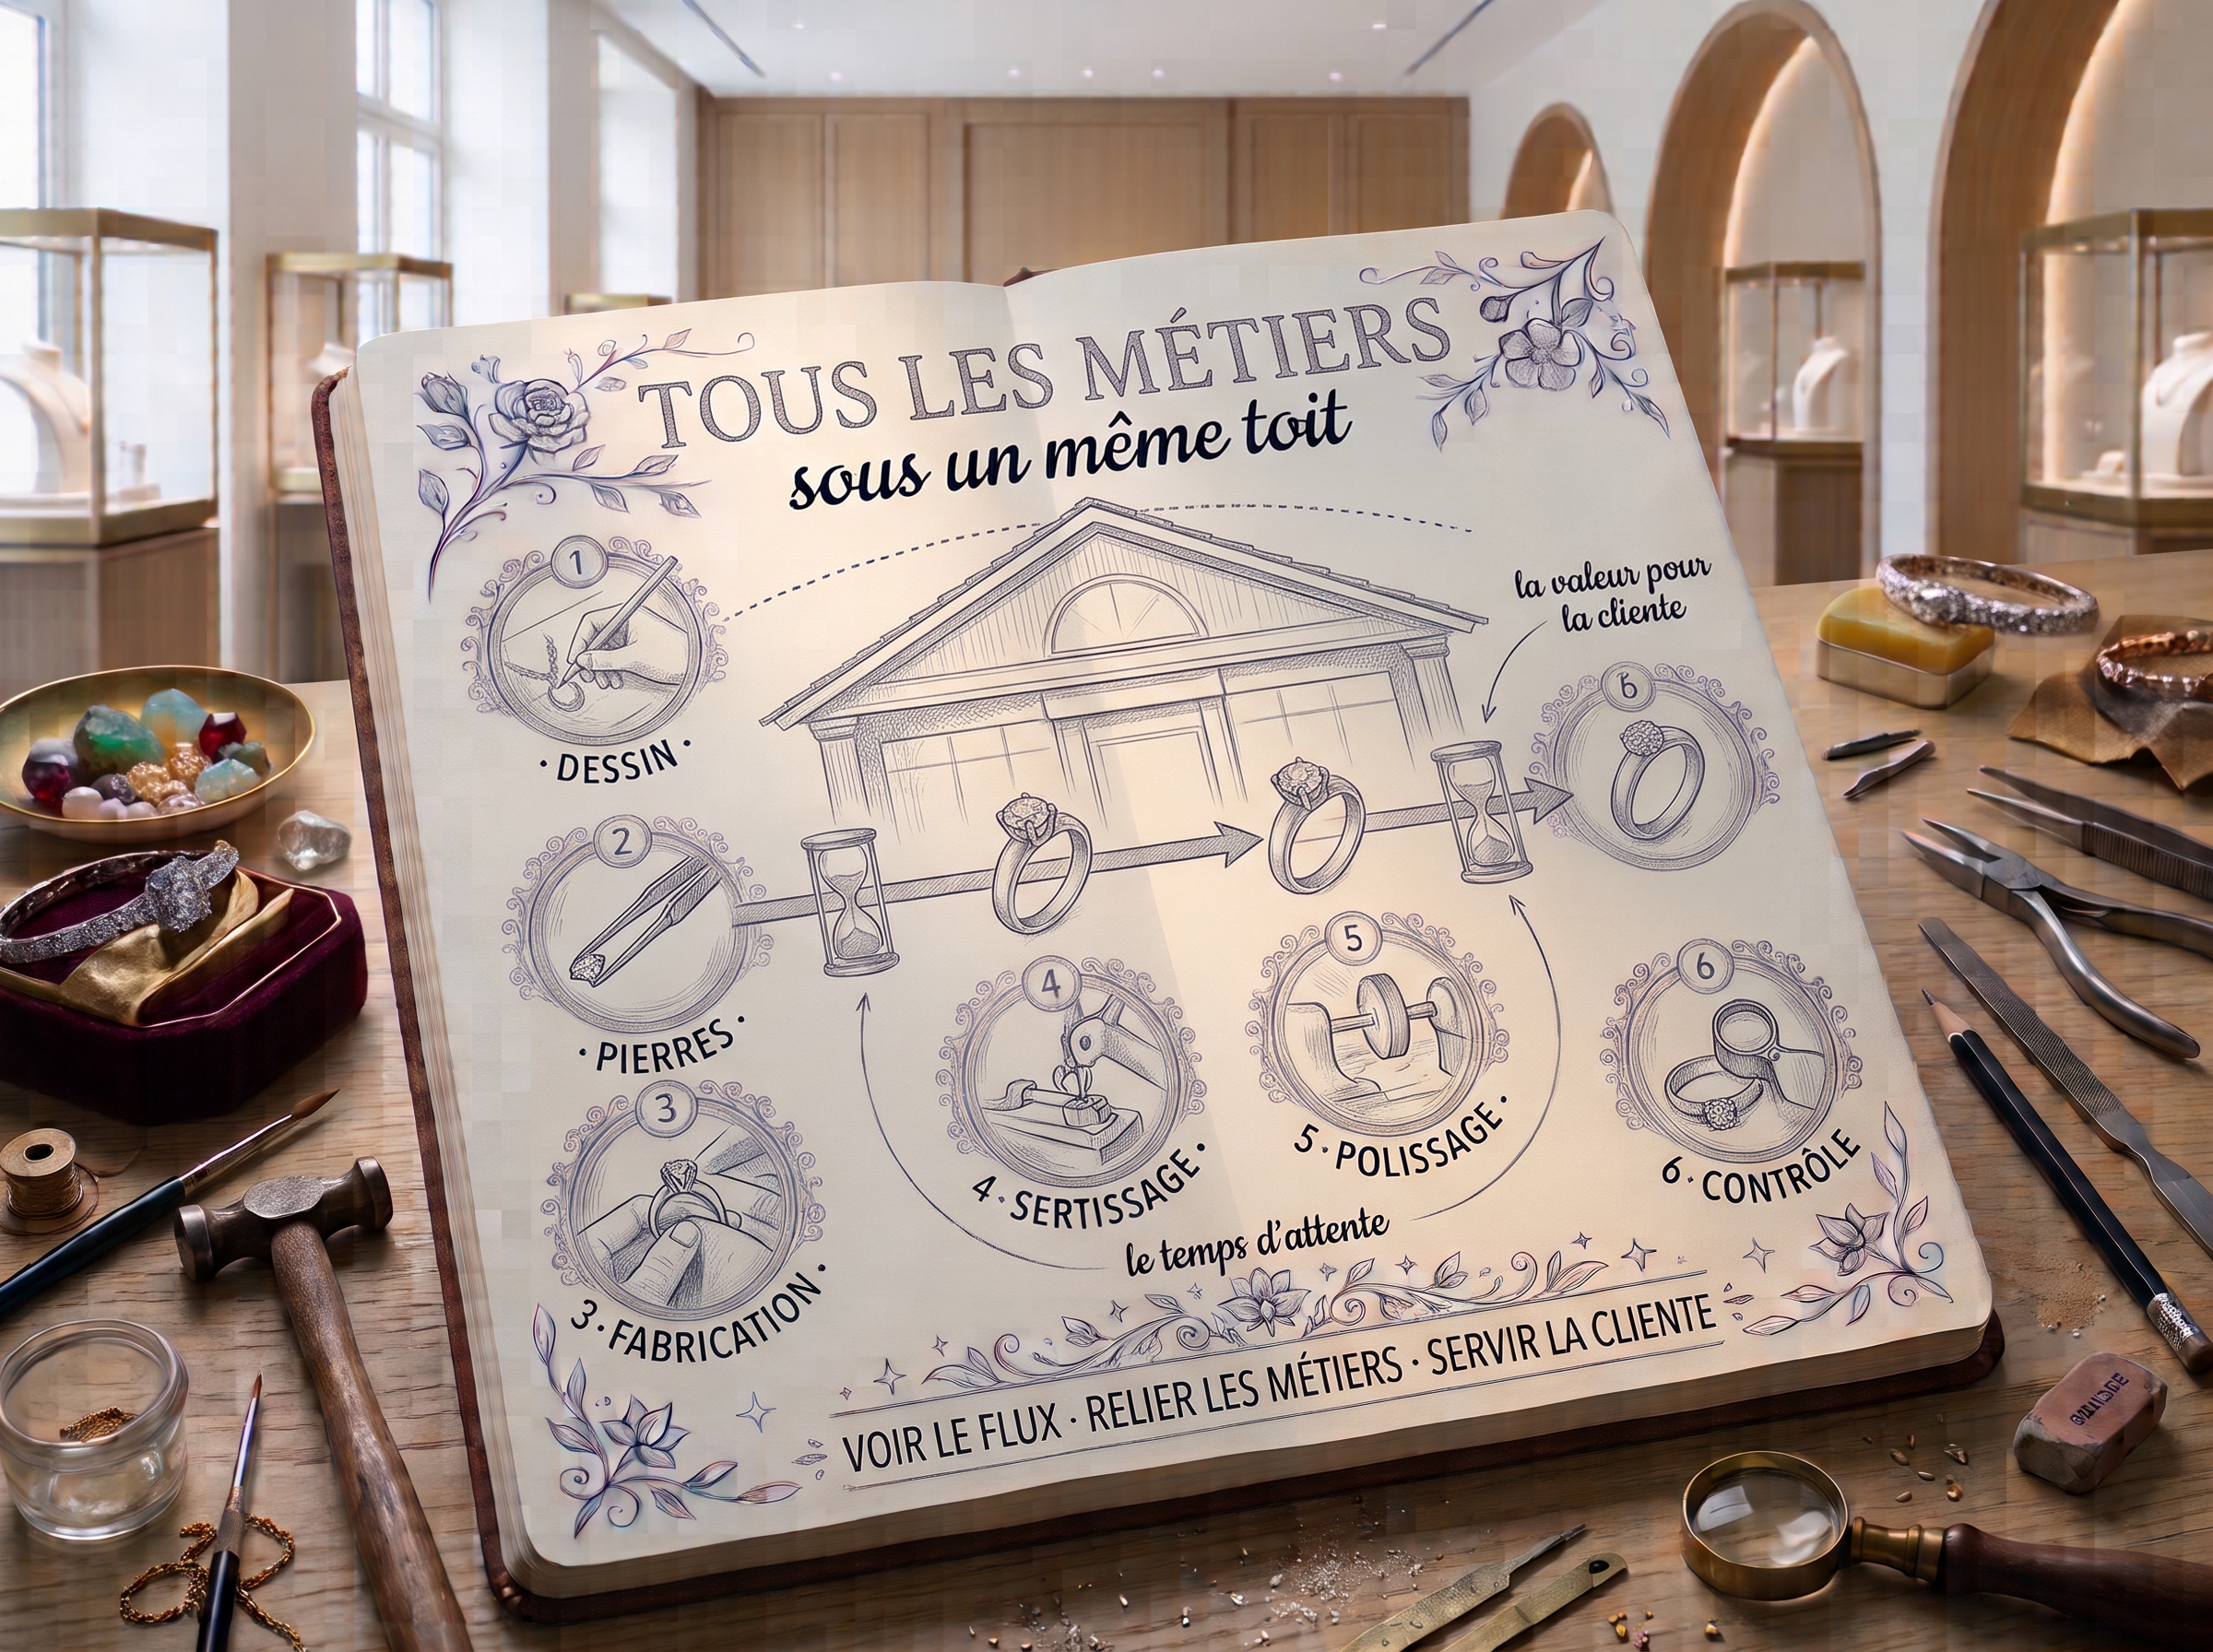 TOUS LES MÉTIERS
sous un même toit
1
· DESSIN ·
la valeur pour
la cliente
6
2
· PIERRES ·
3
3 · FABRICATION ·
4
4 · SERTISSAGE ·
5
5 · POLISSAGE ·
6
6 · CONTRÔLE
le temps d'attente
VOIR LE FLUX · RELIER LES MÉTIERS · SERVIR LA CLIENTE